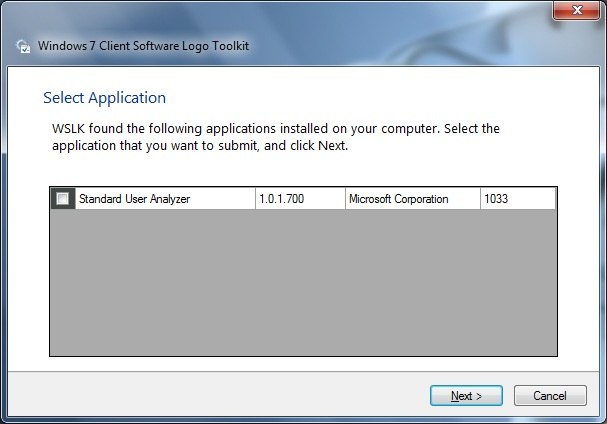 Windows 7 Client Software Logo Toolkit
Select Application
WSLK found the following applications installed on your computer. Select the
application that you want to submit, and click Next.
Standard User Analyzer 1.0.1.700 Microsoft Corporation 1033
Next > Cancel